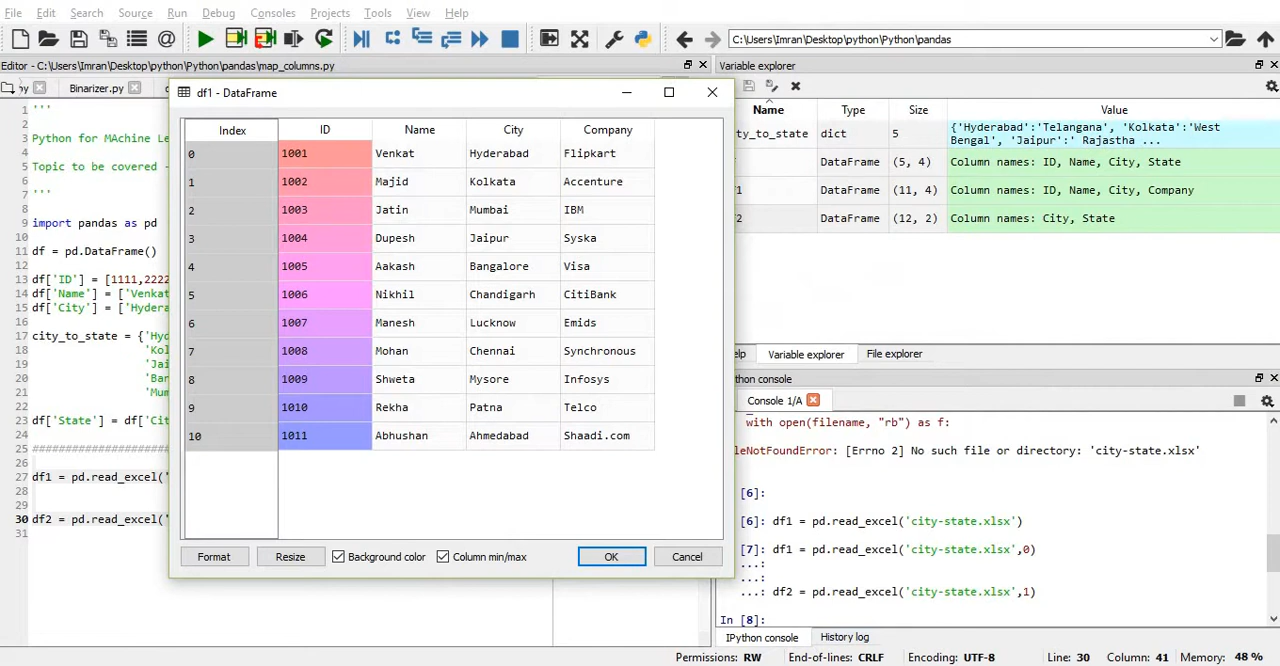 File Edit Search Source Run Debug Consoles Projects Tools View Help
C:\Users\Imran\Desktop\python\Python\pandas
Editor - C:\Users\Imran\Desktop\python\Python\pandas\map_columns.py
Variable explorer
py Binarizer.py
df1 - DataFrame
Index ID Name City Company
0 1001 Venkat Hyderabad Flipkart
1 1002 Majid Kolkata Accenture
2 1003 Jatin Mumbai IBM
3 1004 Dupesh Jaipur Syska
4 1005 Aakash Bangalore Visa
5 1006 Nikhil Chandigarh CitiBank
6 1007 Manesh Lucknow Emids
7 1008 Mohan Chennai Synchronous
8 1009 Shweta Mysore Infosys
9 1010 Rekha Patna Telco
10 1011 Abhushan Ahmedabad Shaadi.com
Format Resize Background color Column min/max OK Cancel
1 '''
2
3 Python for MAchine Le
4
5 Topic to be covered -
6
7 '''
8
9 import pandas as pd
10
11 df = pd.DataFrame()
12
13 df['ID'] = [1111,2222
14 df['Name'] = ['Venkat
15 df['City'] = ['Hydera
16
17 city_to_state = {'Hyd
18 'Kol
19 'Jai
20 'Ban
21 'Mum
22
23 df['State'] = df['Cit
24
25 #####################
26
27 df1 = pd.read_excel('
28
29
30 df2 = pd.read_excel('
31
Name Type Size Value
ty_to_state dict 5 {'Hyderabad':'Telangana', 'Kolkata':'West
Bengal', 'Jaipur':' Rajastha ...
DataFrame (5, 4) Column names: ID, Name, City, State
f1 DataFrame (11, 4) Column names: ID, Name, City, Company
f2 DataFrame (12, 2) Column names: City, State
elp Variable explorer File explorer
thon console
Console 1/A
with open(filename, "rb") as f:
leNotFoundError: [Errno 2] No such file or directory: 'city-state.xlsx'
[6]:
[6]: df1 = pd.read_excel('city-state.xlsx')
[7]: df1 = pd.read_excel('city-state.xlsx',0)
...:
...:
...: df2 = pd.read_excel('city-state.xlsx',1)
In [8]:
IPython console History log
Permissions: RW End-of-lines: CRLF Encoding: UTF-8 Line: 30 Column: 41 Memory: 48 %